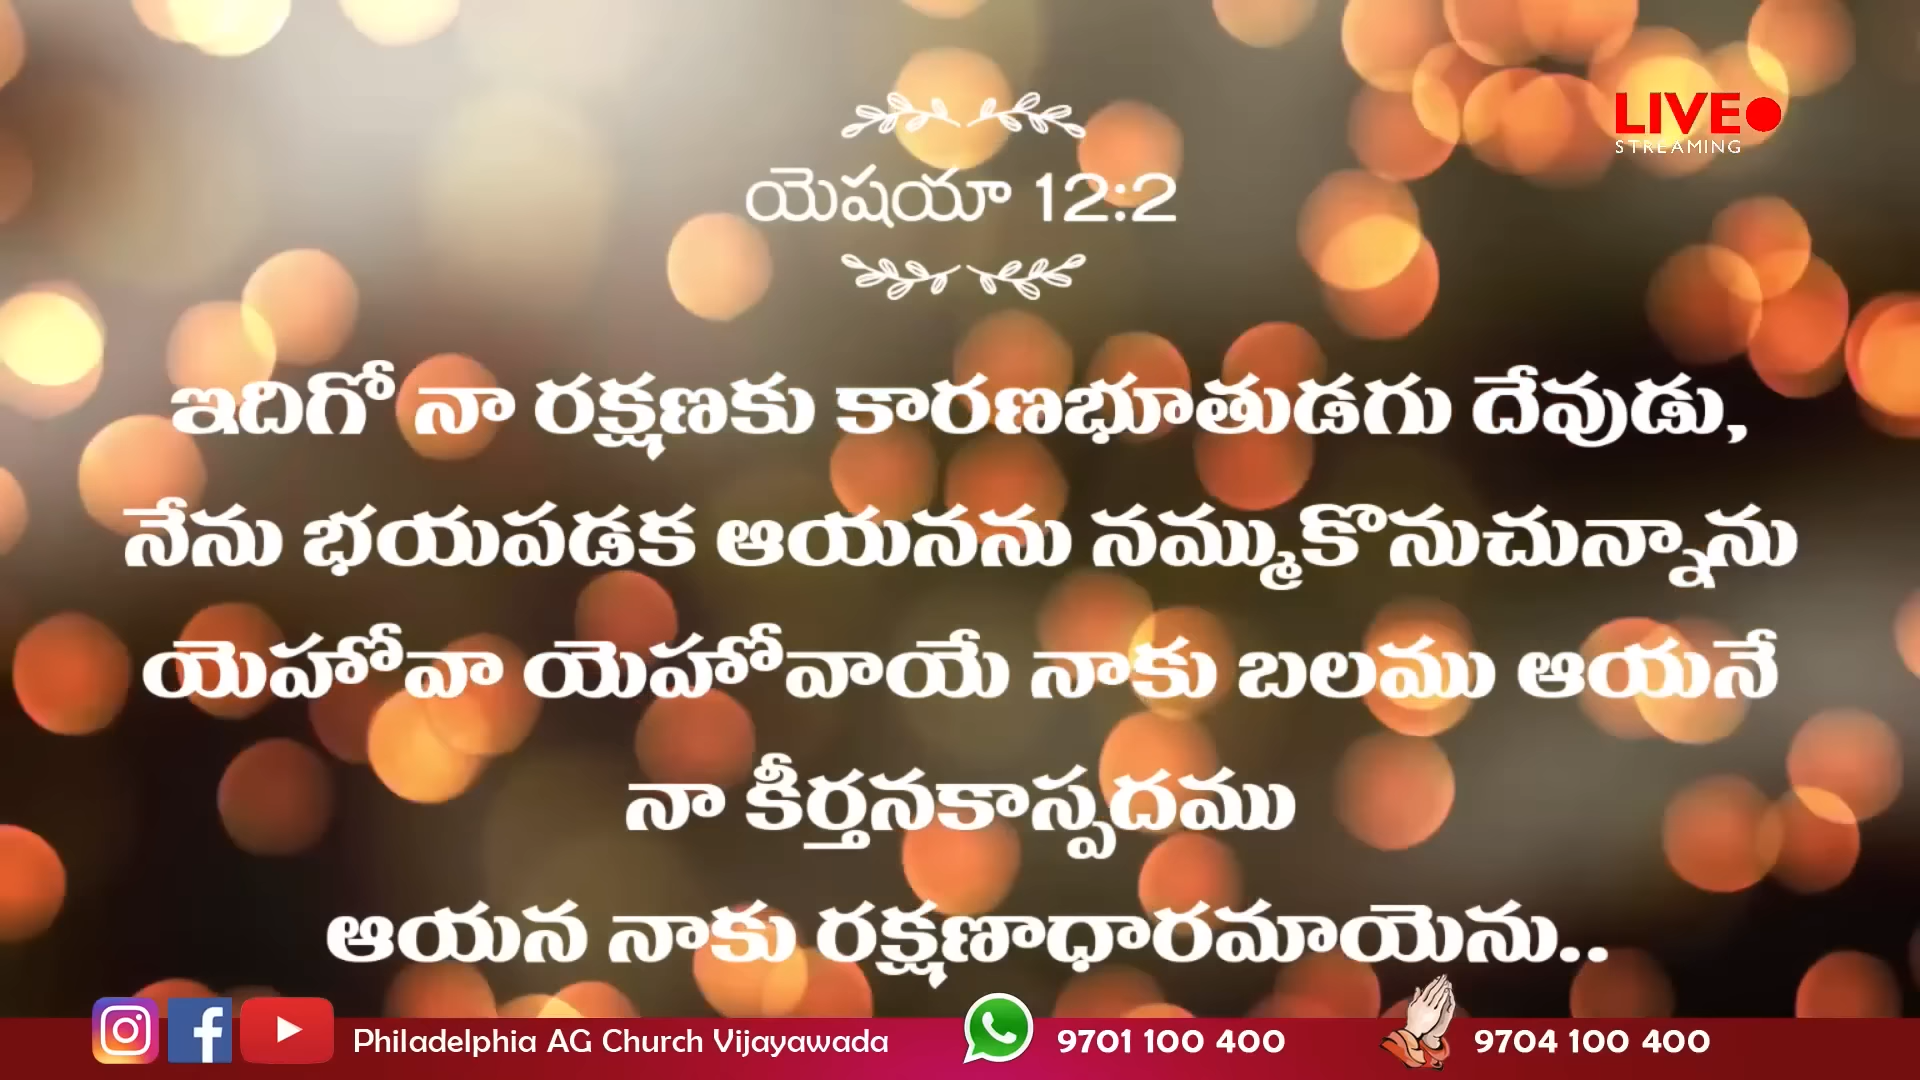 LIVE
STREAMING
యెషయా 12:2
ఇదిగో నా రక్షణకు కారణభూతుడగు దేవుడు,
నేను భయపడక ఆయనను నమ్ముకొనుచున్నాను
యెహోవా యెహోవాయే నాకు బలము ఆయనే
నా కీర్తనకాస్పదము
ఆయన నాకు రక్షణాధారమాయెను..
Philadelphia AG Church Vijayawada 9701 100 400 9704 100 400